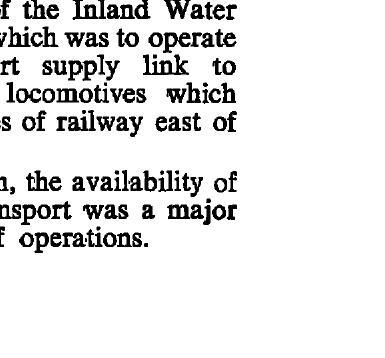 of the Inland Water
which was to operate
rt supply link to
locomotives which
s of railway east of
n, the availability of
nsport was a major
f operations.